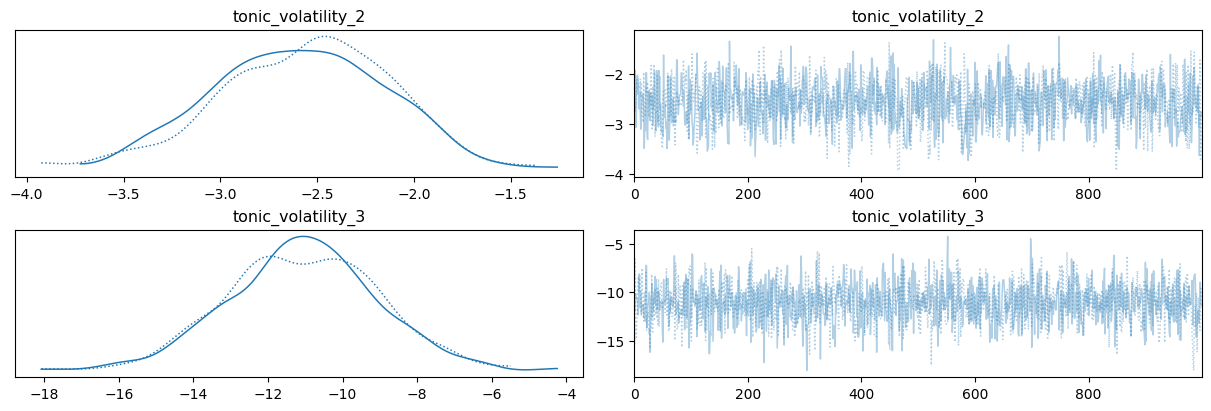 tonic_volatility_2
tonic_volatility_2
−2
−3
−4
−4.0 −3.5 −3.0 −2.5 −2.0 −1.5
0 200 400 600 800
tonic_volatility_3
tonic_volatility_3
−5
−10
−15
−18 −16 −14 −12 −10 −8 −6 −4
0 200 400 600 800